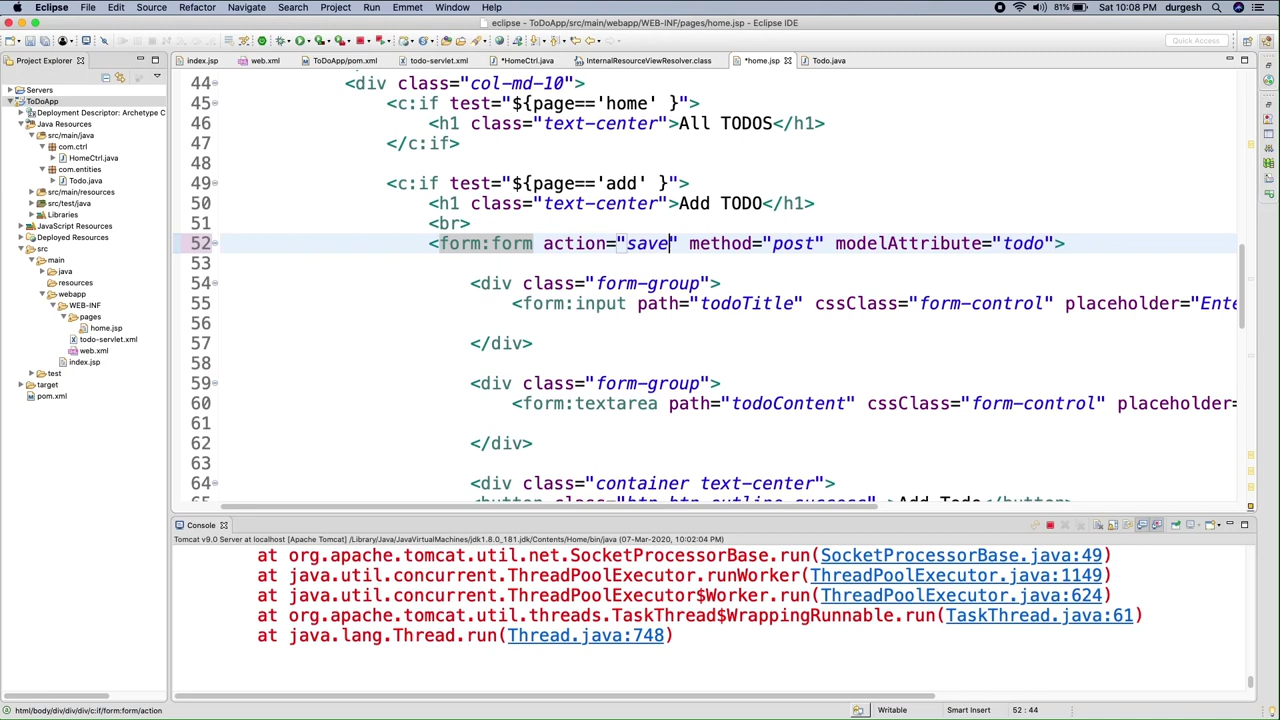 Eclipse File Edit Source Refactor Navigate Search Project Run Emmet Window Help
81% Sat 10:08 PM durgesh
eclipse - ToDoApp/src/main/webapp/WEB-INF/pages/home.jsp - Eclipse IDE
Quick Access
Project Explorer
index.jsp web.xml ToDoApp/pom.xml todo-servlet.xml *HomeCtrl.java InternalResourceViewResolver.class *home.jsp Todo.java
Servers
ToDoApp
Deployment Descriptor: Archetype C
Java Resources
src/main/java
com.ctrl
HomeCtrl.java
com.entities
Todo.java
src/main/resources
src/test/java
Libraries
JavaScript Resources
Deployed Resources
src
main
java
resources
webapp
WEB-INF
pages
home.jsp
todo-servlet.xml
web.xml
index.jsp
test
target
pom.xml
44 <div class="col-md-10">
45 <c:if test="${page=='home' }">
46 <h1 class="text-center">All TODOS</h1>
47 </c:if>
48
49 <c:if test="${page=='add' }">
50 <h1 class="text-center">Add TODO</h1>
51 <br>
52 <form:form action="save" method="post" modelAttribute="todo">
53
54 <div class="form-group">
55 <form:input path="todoTitle" cssClass="form-control" placeholder="Ente
56
57 </div>
58
59 <div class="form-group">
60 <form:textarea path="todoContent" cssClass="form-control" placeholder=
61
62 </div>
63
64 <div class="container text-center">
65 <button class="btn btn-outline-success" >Add Todo</button>
Console
Tomcat v9.0 Server at localhost [Apache Tomcat] /Library/Java/JavaVirtualMachines/jdk1.8.0_181.jdk/Contents/Home/bin/java (07-Mar-2020, 10:02:04 PM)
at org.apache.tomcat.util.net.SocketProcessorBase.run(SocketProcessorBase.java:49)
at java.util.concurrent.ThreadPoolExecutor.runWorker(ThreadPoolExecutor.java:1149)
at java.util.concurrent.ThreadPoolExecutor$Worker.run(ThreadPoolExecutor.java:624)
at org.apache.tomcat.util.threads.TaskThread$WrappingRunnable.run(TaskThread.java:61)
at java.lang.Thread.run(Thread.java:748)
html/body/div/div/div/c:if/form:form/action Writable Smart Insert 52 : 44